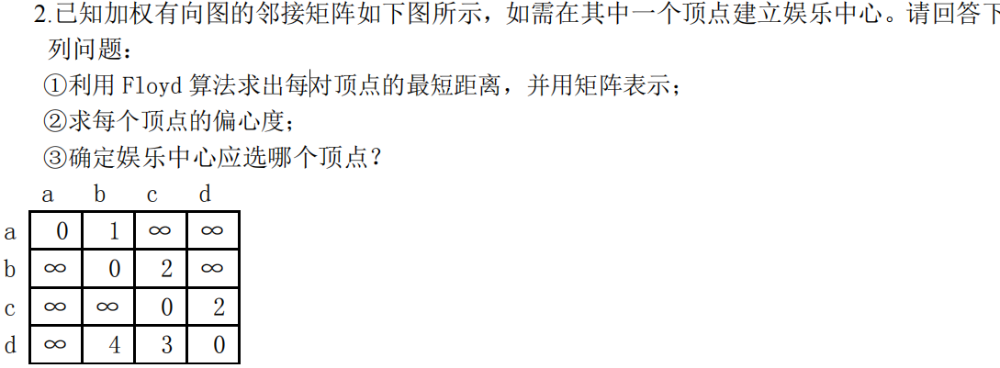 2.已知加权有向图的邻接矩阵如下图所示，如需在其中一个顶点建立娱乐中心。请回答下
列问题：
①利用 Floyd 算法求出每对顶点的最短距离，并用矩阵表示；
②求每个顶点的偏心度；
③确定娱乐中心应选哪个顶点？
a b c d
a 0 1 ∞ ∞
b ∞ 0 2 ∞
c ∞ ∞ 0 2
d ∞ 4 3 0